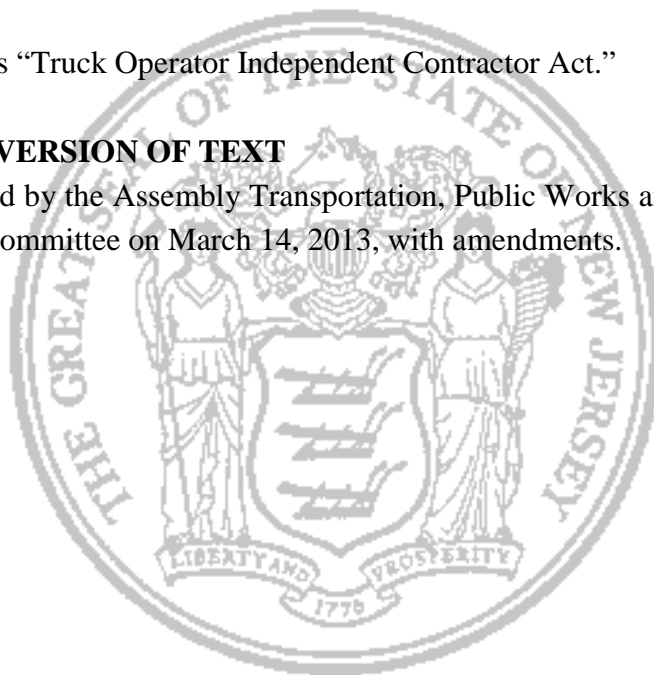 s “Truck Operator Independent Contractor Act.”
VERSION OF TEXT
d by the Assembly Transportation, Public Works a
ommittee on March 14, 2013, with amendments.
THE GREAT SEAL OF THE STATE OF NEW JERSEY
LIBERTY AND
PROSPERITY
1776